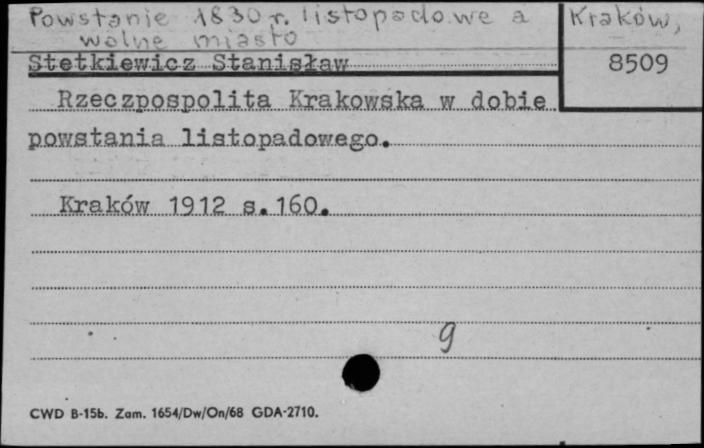 Powstanie 1830 r. listopadowe a Kraków,
wolne miasto
Stetkiewicz Stanisław 8509
Rzeczpospolita Krakowska w dobie
powstania listopadowego.
Kraków 1912 s.160.
9
CWD B-15b. Zam. 1654/Dw/On/68 GDA-2710.